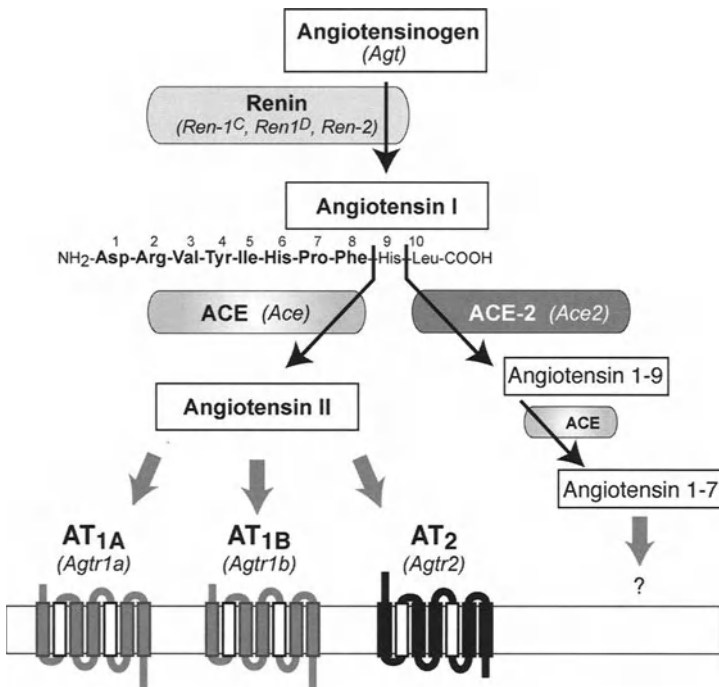 Angiotensinogen
(Agt)
Renin
(Ren-1C, Ren1D, Ren-2)
Angiotensin I
1 2 3 4 5 6 7 8 9 10
NH2-Asp-Arg-Val-Tyr-Ile-His-Pro-Phe-His-Leu-COOH
ACE (Ace)
ACE-2 (Ace2)
Angiotensin 1-9
Angiotensin II
ACE
Angiotensin 1-7
AT1A
(Agtr1a)
AT1B
(Agtr1b)
AT2
(Agtr2)
?